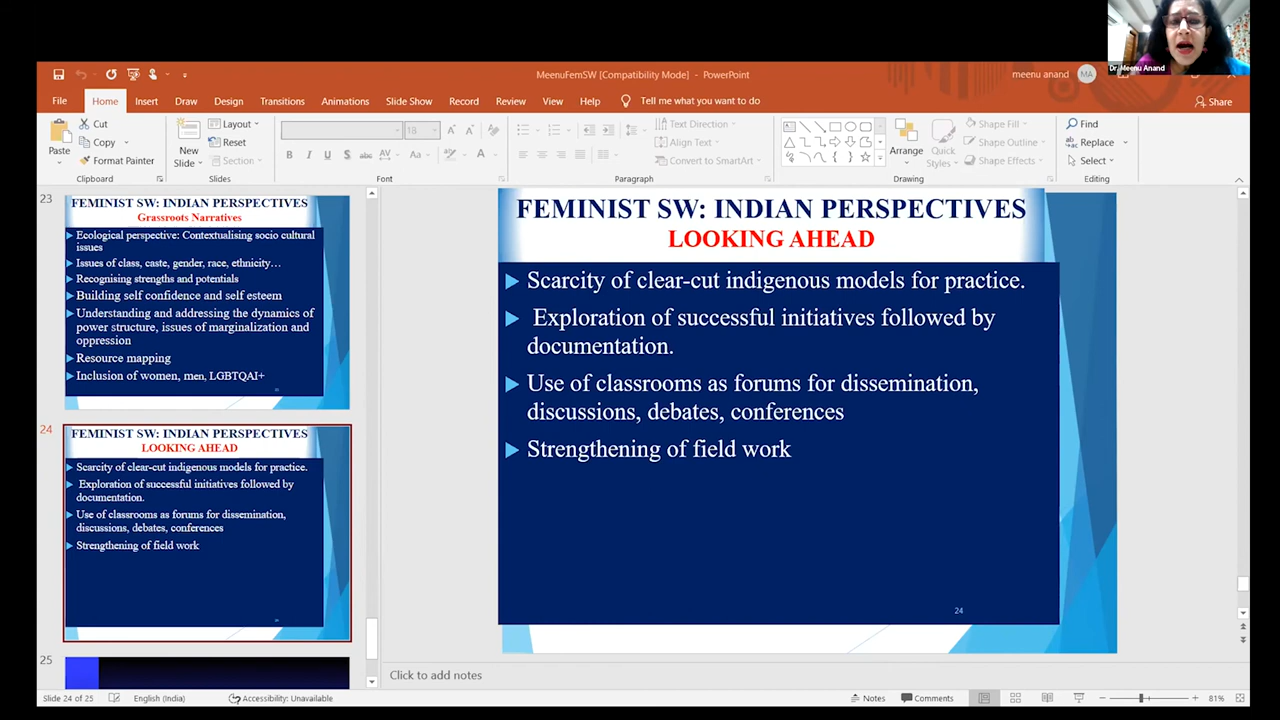 Dr. Meenu Anand
MeenuFemSW [Compatibility Mode] - PowerPoint
meenu anand
MA
File Home Insert Draw Design Transitions Animations Slide Show Record Review View Help Tell me what you want to do
Share
Paste
Cut
Copy
Format Painter
Clipboard
New
Slide
Layout
Reset
Section
Slides
18
Font
Text Direction
Align Text
Convert to SmartArt
Paragraph
Arrange
Quick
Styles
Shape Fill
Shape Outline
Shape Effects
Drawing
Find
Replace
Select
Editing
23
FEMINIST SW: INDIAN PERSPECTIVES
Grassroots Narratives
Ecological perspective: Contextualising socio cultural
issues
Issues of class, caste, gender, race, ethnicity…
Recognising strengths and potentials
Building self confidence and self esteem
Understanding and addressing the dynamics of
power structure, issues of marginalization and
oppression
Resource mapping
Inclusion of women, men, LGBTQAI+
24
FEMINIST SW: INDIAN PERSPECTIVES
LOOKING AHEAD
Scarcity of clear-cut indigenous models for practice.
Exploration of successful initiatives followed by
documentation.
Use of classrooms as forums for dissemination,
discussions, debates, conferences
Strengthening of field work
25
FEMINIST SW: INDIAN PERSPECTIVES
LOOKING AHEAD
Scarcity of clear-cut indigenous models for practice.
Exploration of successful initiatives followed by
documentation.
Use of classrooms as forums for dissemination,
discussions, debates, conferences
Strengthening of field work
24
Click to add notes
Slide 24 of 25 English (India) Accessibility: Unavailable Notes Comments 81%